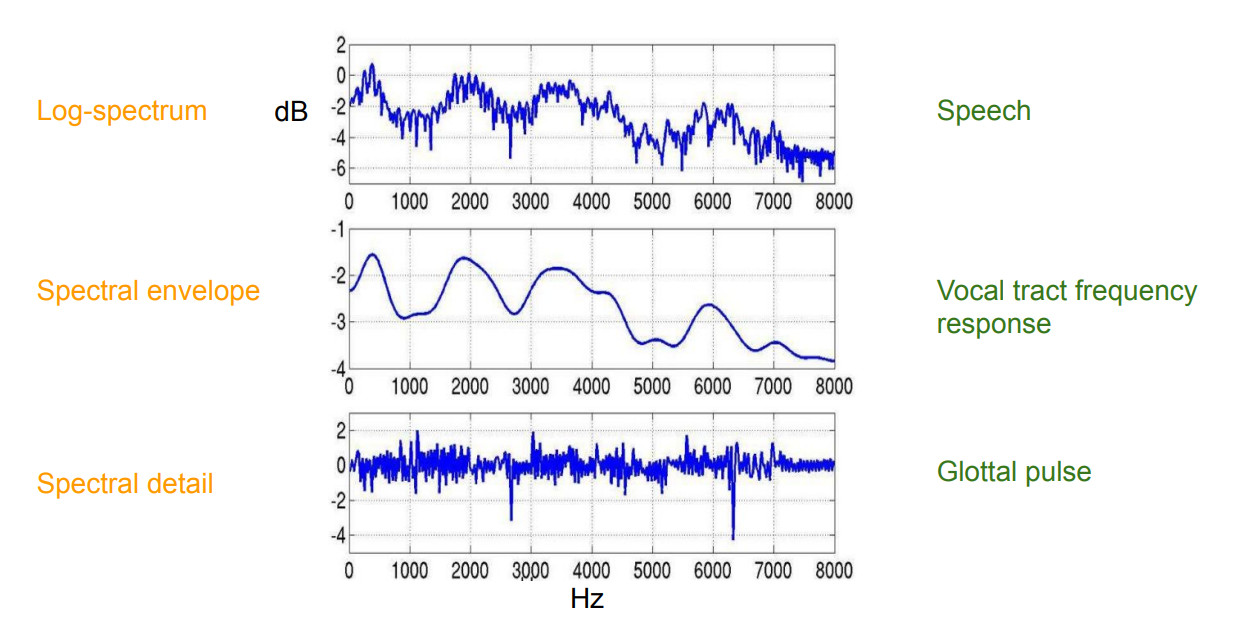 Log-spectrum
dB
2
0
-2
-4
-6
0 1000 2000 3000 4000 5000 6000 7000 8000
Speech
Spectral envelope
-1
-2
-3
-4
0 1000 2000 3000 4000 5000 6000 7000 8000
Vocal tract frequency
response
Spectral detail
2
0
-2
-4
0 1000 2000 3000 4000 5000 6000 7000 8000
Hz
Glottal pulse